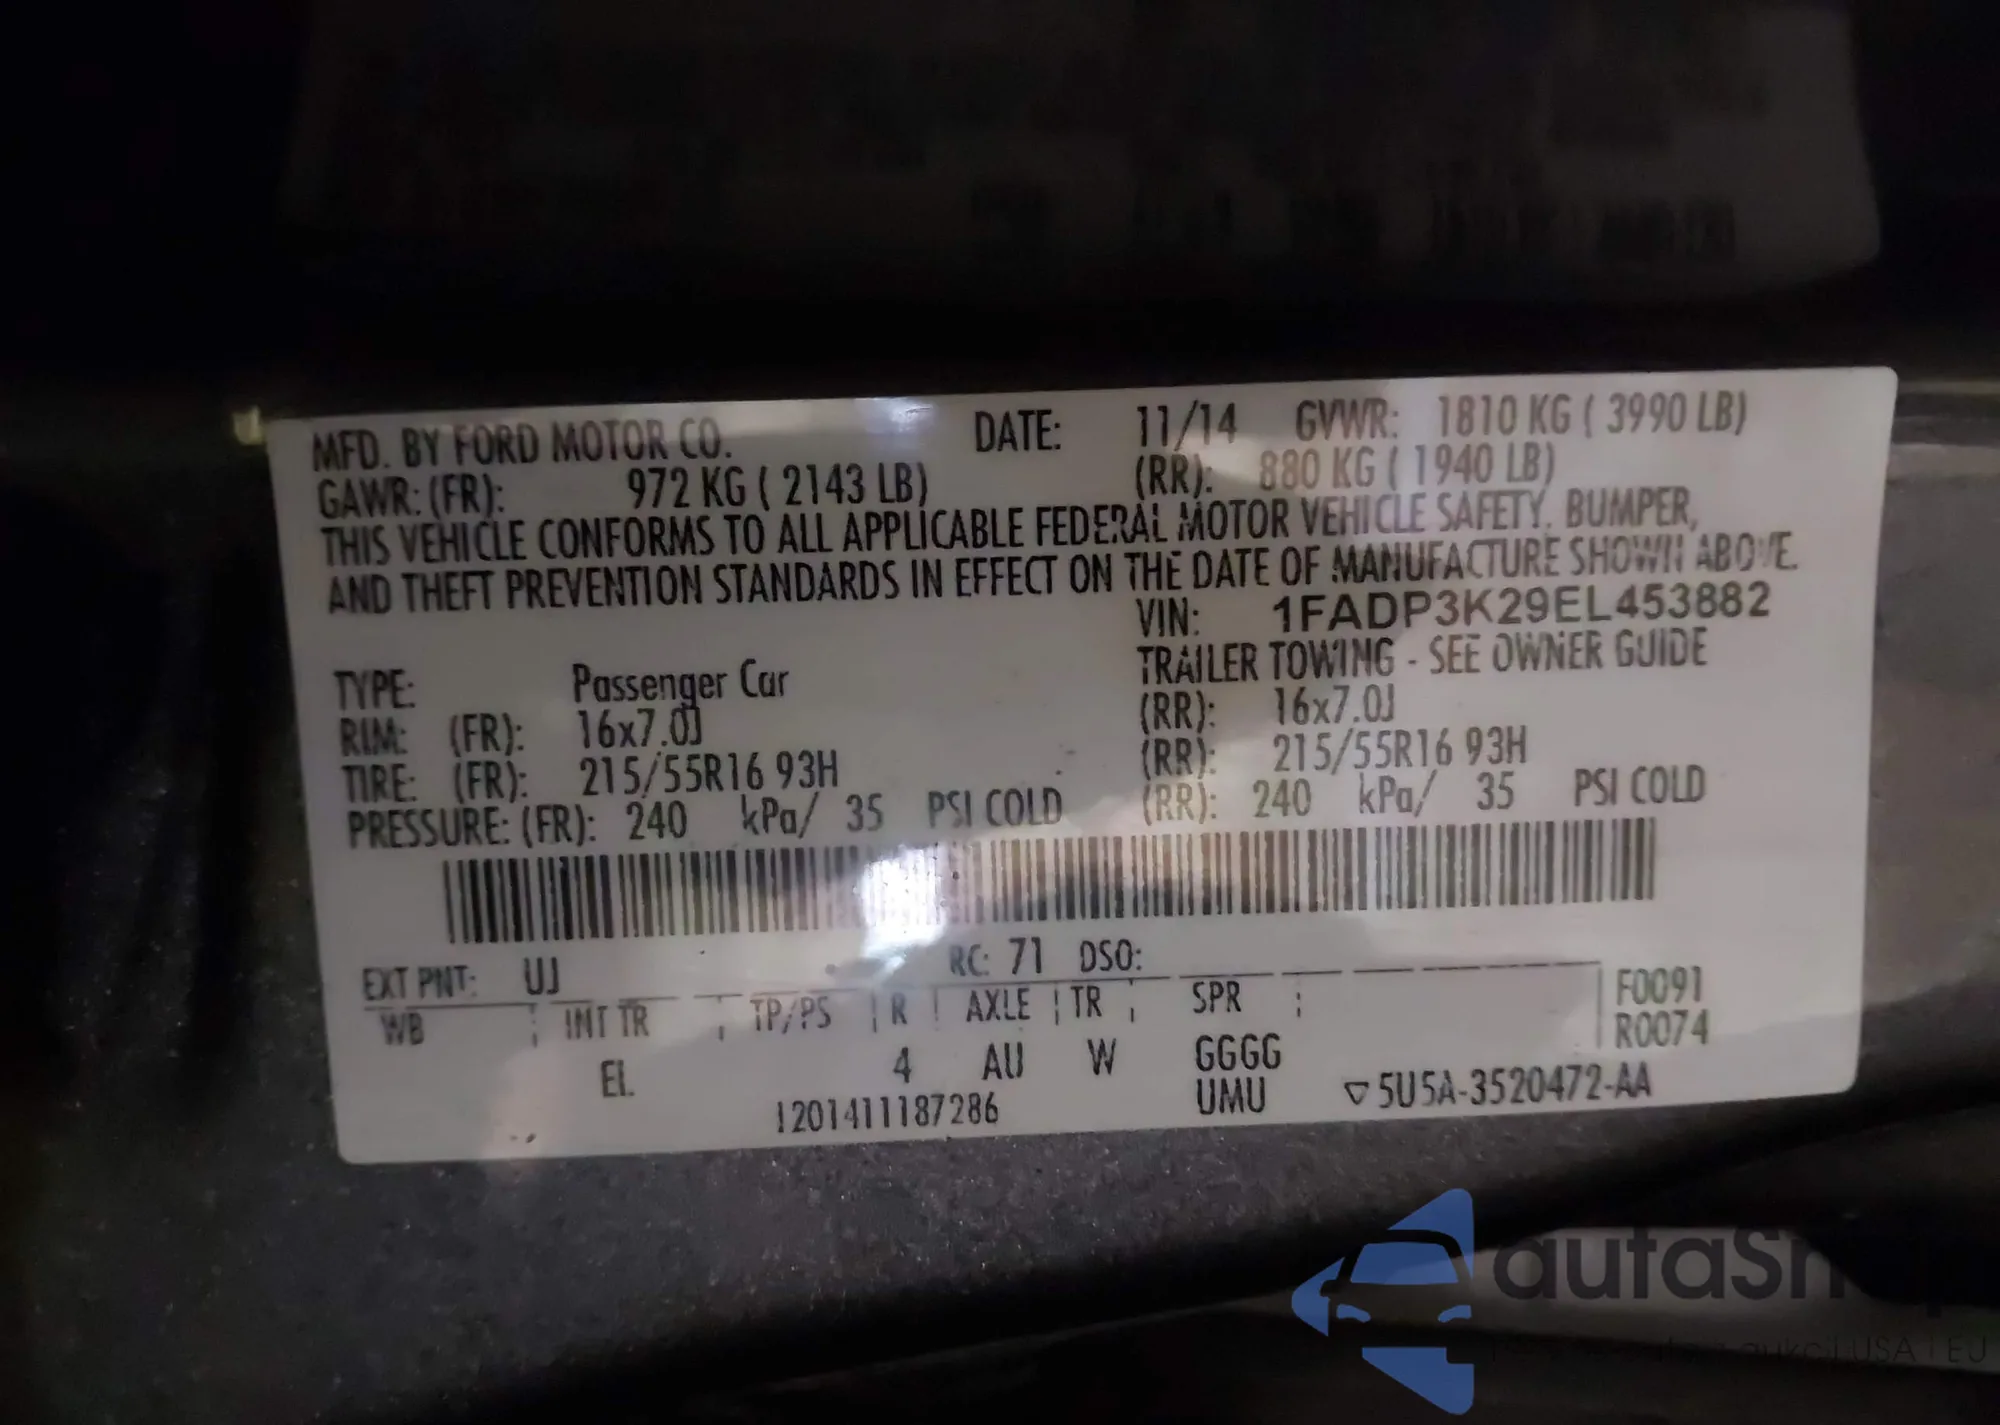 MFD. BY FORD MOTOR CO. DATE: 11/14 GVWR: 1810 KG ( 3990 LB)
GAWR: (FR): 972 KG ( 2143 LB) (RR): 880 KG ( 1940 LB)
THIS VEHICLE CONFORMS TO ALL APPLICABLE FEDERAL MOTOR VEHICLE SAFETY, BUMPER,
AND THEFT PREVENTION STANDARDS IN EFFECT ON THE DATE OF MANUFACTURE SHOWN ABOVE.
VIN: 1FADP3K29EL453882
TYPE: Passenger Car TRAILER TOWING - SEE OWNER GUIDE
RIM: (FR): 16x7.0J (RR): 16x7.0J
TIRE: (FR): 215/55R16 93H (RR): 215/55R16 93H
PRESSURE: (FR): 240 kPa/ 35 PSI COLD (RR): 240 kPa/ 35 PSI COLD
EXT PNT: UJ RC: 71 DSO:
WB INT TR TP/PS R AXLE TR SPR F0091
R0074
EL 4 AU W GGGG
UMU ▽5U5A-3520472-AA
1201411187286
USA | EU